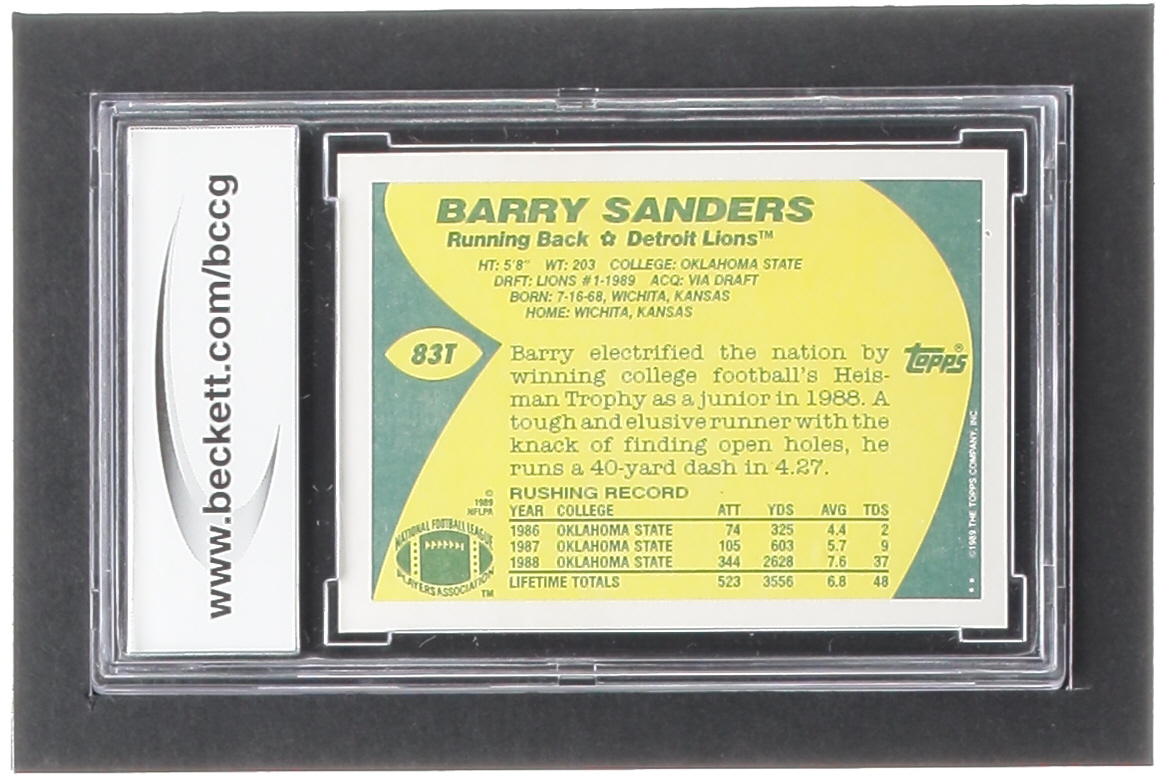 www.beckett.com/bccg
BARRY SANDERS
Running Back ✩ Detroit Lions™
HT: 5'8" WT: 203 COLLEGE: OKLAHOMA STATE
DRFT: LIONS #1-1989 ACQ: VIA DRAFT
BORN: 7-16-68, WICHITA, KANSAS
HOME: WICHITA, KANSAS
83T
Barry electrified the nation by
winning college football's Heis-
man Trophy as a junior in 1988. A
tough and elusive runner with the
knack of finding open holes, he
runs a 40-yard dash in 4.27.
topps®
RUSHING RECORD
YEAR COLLEGE ATT YDS AVG TDS
1986 OKLAHOMA STATE 74 325 4.4 2
1987 OKLAHOMA STATE 105 603 5.7 9
1988 OKLAHOMA STATE 344 2628 7.6 37
LIFETIME TOTALS 523 3556 6.8 48
©
1989
NFLPA
NATIONAL FOOTBALL LEAGUE
PLAYERS ASSOCIATION
TM
©1989 THE TOPPS COMPANY, INC.
**